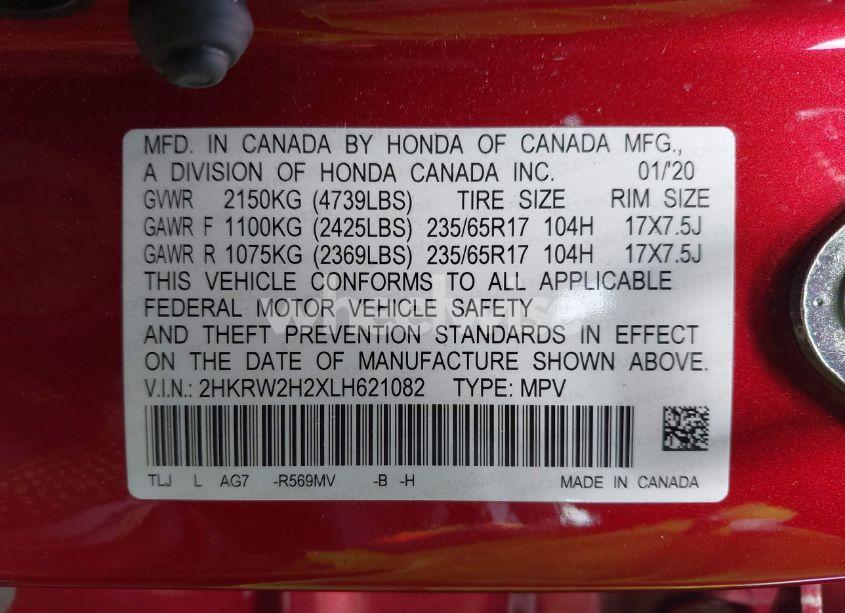 MFD. IN CANADA BY HONDA OF CANADA MFG.,
A DIVISION OF HONDA CANADA INC. 01/'20
GVWR 2150KG (4739LBS) TIRE SIZE RIM SIZE
GAWR F 1100KG (2425LBS) 235/65R17 104H 17X7.5J
GAWR R 1075KG (2369LBS) 235/65R17 104H 17X7.5J
THIS VEHICLE CONFORMS TO ALL APPLICABLE
FEDERAL MOTOR VEHICLE SAFETY
AND THEFT PREVENTION STANDARDS IN EFFECT
ON THE DATE OF MANUFACTURE SHOWN ABOVE.
V.I.N.: 2HKRW2H2XLH621082 TYPE: MPV
TLJ L AG7 -R569MV -B -H MADE IN CANADA